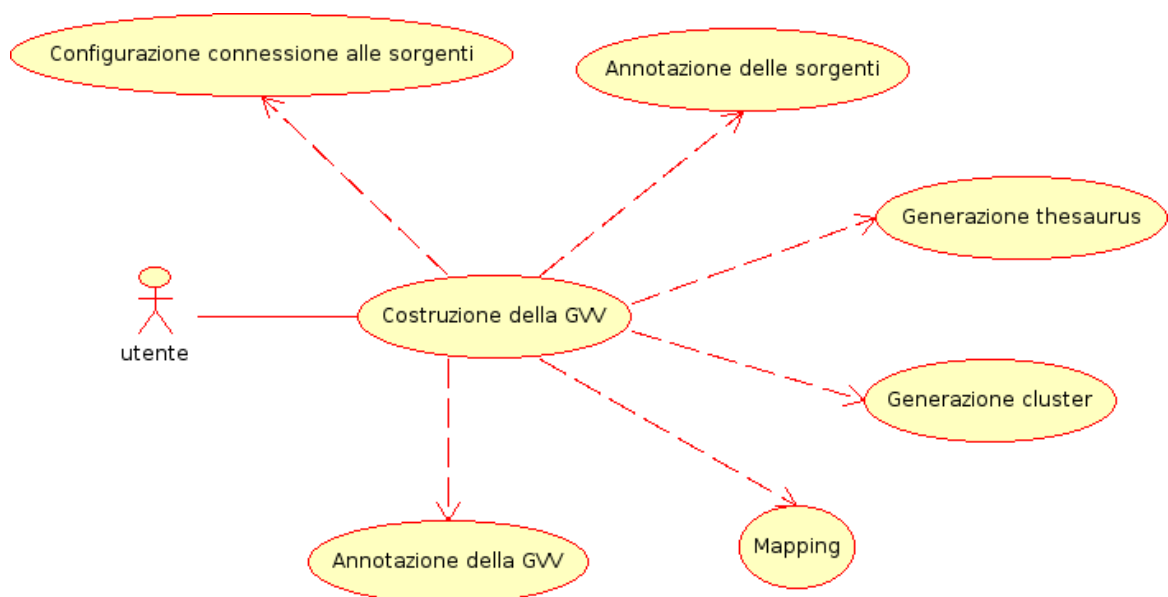 Configurazione connessione alle sorgenti
Annotazione delle sorgenti
Generazione thesaurus
Costruzione della GVV
utente
Generazione cluster
Mapping
Annotazione della GVV